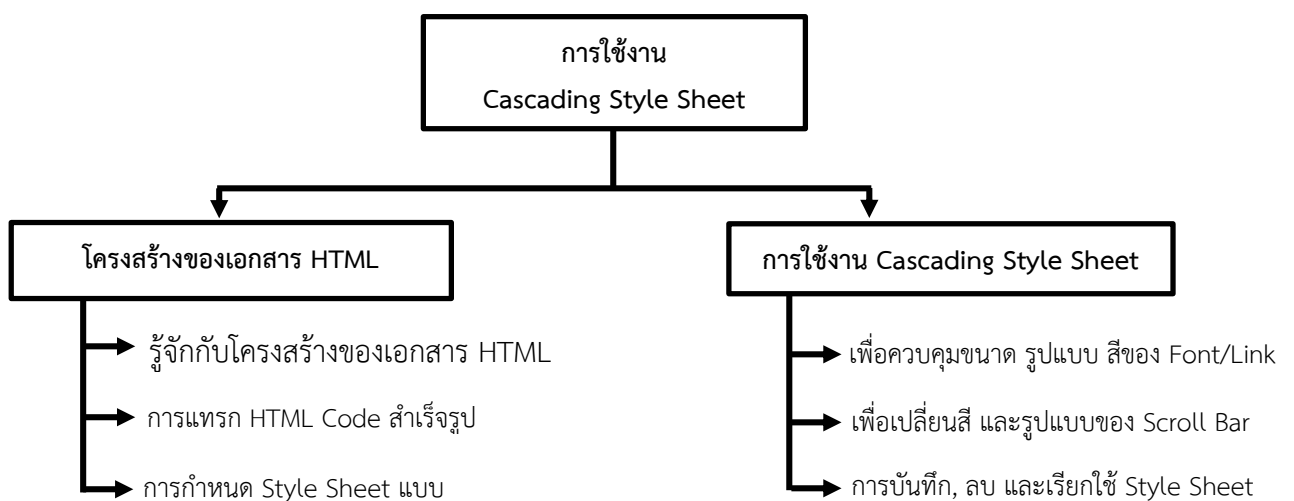 การใช้งาน
Cascading Style Sheet
โครงสร้างของเอกสาร HTML
รู้จักกับโครงสร้างของเอกสาร HTML
การแทรก HTML Code สำเร็จรูป
การกำหนด Style Sheet แบบ
การใช้งาน Cascading Style Sheet
เพื่อควบคุมขนาด รูปแบบ สีของ Font/Link
เพื่อเปลี่ยนสี และรูปแบบของ Scroll Bar
การบันทึก, ลบ และเรียกใช้ Style Sheet